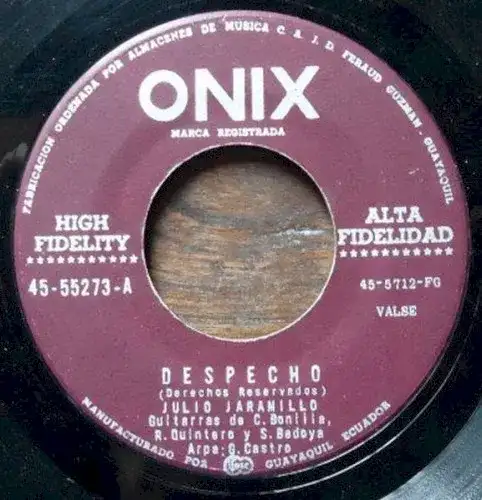 FABRICACION ORDENADA POR ALMACENES DE MUSICA C A J. D. FERAUD GUZMAN - GUAYAQUIL
ONIX
MARCA REGISTRADA
HIGH
FIDELITY
★★★★★★★★★★
45-55273-A
ALTA
FIDELIDAD
★★★★★★★★★★
45-5712-FG
VALSE
DESPECHO
(Derechos Reservados)
JULIO JARAMILLO
Guitarras de C. Bonilla,
R. Quintero y S. Bedoya
Arpa: G. Castro
MANUFACTURADO POR GUAYAQUIL ECUADOR